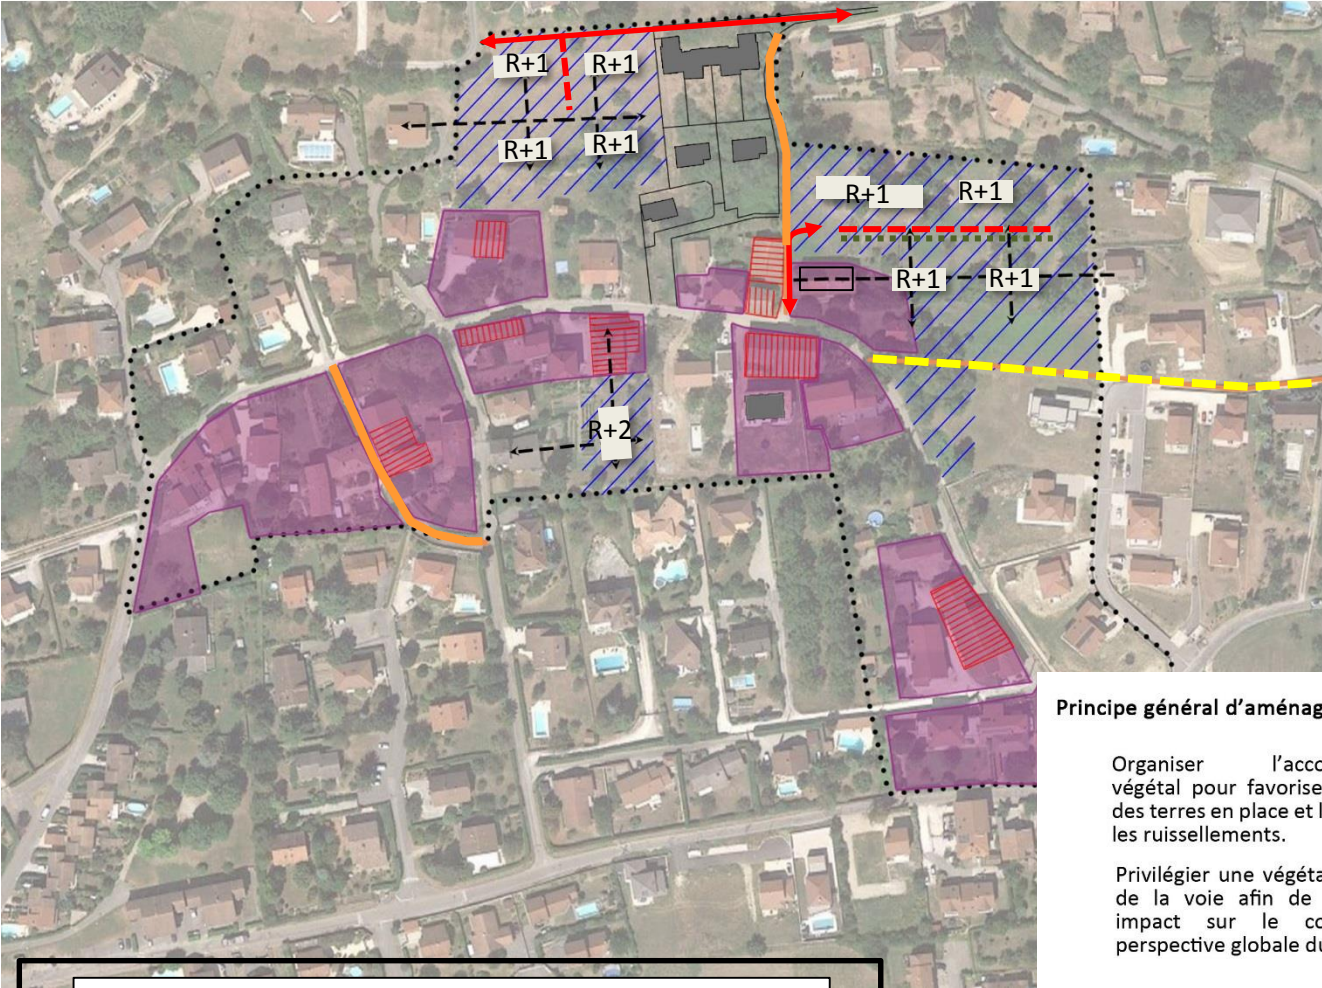 R+1 R+1
R+1 R+1
R+1 R+1
R+1 R+1
R+2
Principe général d'aménag
Organiser l'acco
végétal pour favorise
des terres en place et l
les ruissellements.
Privilégier une végéta
de la voie afin de
impact sur le co
perspective globale du